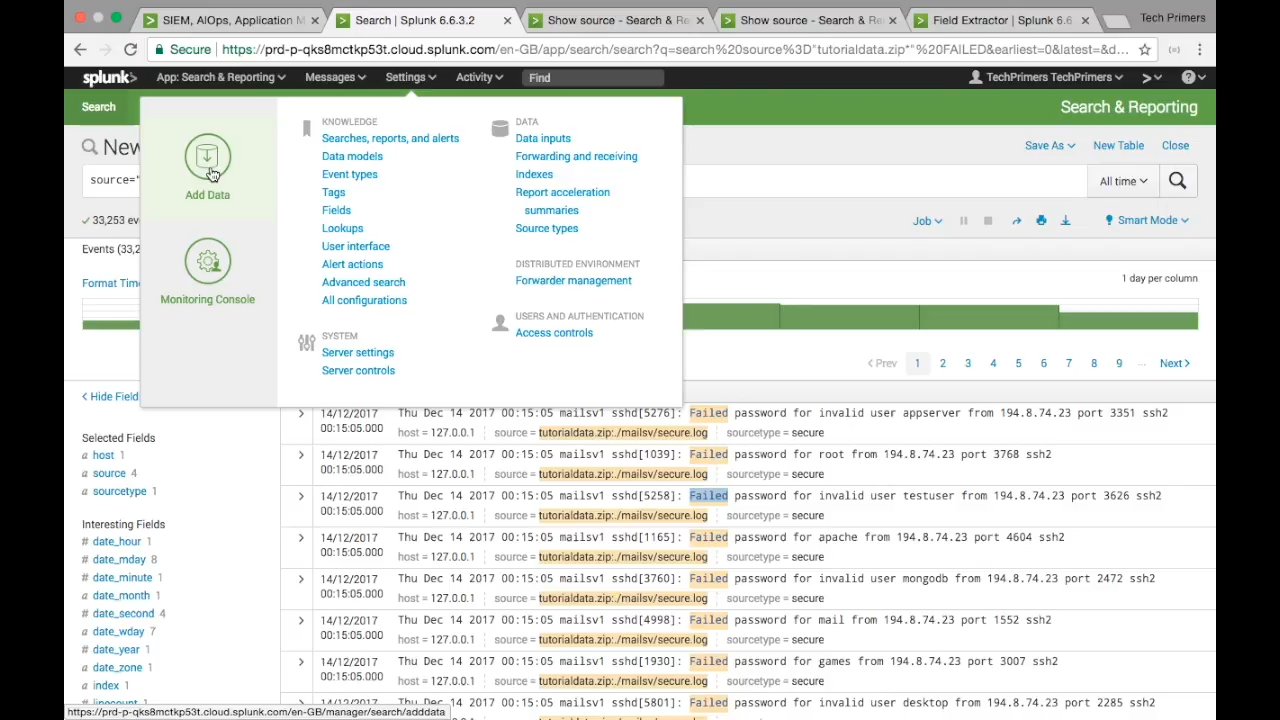 SIEM, AIOps, Application M
Search | Splunk 6.6.3.2
Show source - Search & Re
Show source - Search & Re
Field Extractor | Splunk 6.6
Tech Primers
Secure
https://prd-p-qks8mctkp53t.cloud.splunk.com/en-GB/app/search/search?q=search%20source%3D"tutorialdata.zip*"%20FAILED&earliest=0&latest=&d...
splunk>
App: Search & Reporting
Messages
Settings
Activity
Find
TechPrimers TechPrimers
Search
Search & Reporting
New
Save As
New Table
Close
source="
All time
33,253 eve
Job
Smart Mode
Events (33,2
Format Time
1 day per column
Add Data
Monitoring Console
KNOWLEDGE
Searches, reports, and alerts
Data models
Event types
Tags
Fields
Lookups
User interface
Alert actions
Advanced search
All configurations
SYSTEM
Server settings
Server controls
DATA
Data inputs
Forwarding and receiving
Indexes
Report acceleration
summaries
Source types
DISTRIBUTED ENVIRONMENT
Forwarder management
USERS AND AUTHENTICATION
Access controls
< Prev 1 2 3 4 5 6 7 8 9 ... Next >
< Hide Field
Selected Fields
a host 1
a source 4
a sourcetype 1
Interesting Fields
# date_hour 1
# date_mday 8
# date_minute 1
a date_month 1
# date_second 4
a date_wday 7
# date_year 1
a date_zone 1
a index 1
# linecount 1
14/12/2017 00:15:05.000
Thu Dec 14 2017 00:15:05 mailsv1 sshd[5276]: Failed password for invalid user appserver from 194.8.74.23 port 3351 ssh2
host = 127.0.0.1 source = tutorialdata.zip:./mailsv/secure.log sourcetype = secure
14/12/2017 00:15:05.000
Thu Dec 14 2017 00:15:05 mailsv1 sshd[1039]: Failed password for root from 194.8.74.23 port 3768 ssh2
host = 127.0.0.1 source = tutorialdata.zip:./mailsv/secure.log sourcetype = secure
14/12/2017 00:15:05.000
Thu Dec 14 2017 00:15:05 mailsv1 sshd[5258]: Failed password for invalid user testuser from 194.8.74.23 port 3626 ssh2
host = 127.0.0.1 source = tutorialdata.zip:./mailsv/secure.log sourcetype = secure
14/12/2017 00:15:05.000
Thu Dec 14 2017 00:15:05 mailsv1 sshd[1165]: Failed password for apache from 194.8.74.23 port 4604 ssh2
host = 127.0.0.1 source = tutorialdata.zip:./mailsv/secure.log sourcetype = secure
14/12/2017 00:15:05.000
Thu Dec 14 2017 00:15:05 mailsv1 sshd[3760]: Failed password for invalid user mongodb from 194.8.74.23 port 2472 ssh2
host = 127.0.0.1 source = tutorialdata.zip:./mailsv/secure.log sourcetype = secure
14/12/2017 00:15:05.000
Thu Dec 14 2017 00:15:05 mailsv1 sshd[4998]: Failed password for mail from 194.8.74.23 port 1552 ssh2
host = 127.0.0.1 source = tutorialdata.zip:./mailsv/secure.log sourcetype = secure
14/12/2017 00:15:05.000
Thu Dec 14 2017 00:15:05 mailsv1 sshd[1930]: Failed password for games from 194.8.74.23 port 3007 ssh2
host = 127.0.0.1 source = tutorialdata.zip:./mailsv/secure.log sourcetype = secure
14/12/2017
Thu Dec 14 2017 00:15:05 mailsv1 sshd[5801]: Failed password for invalid user desktop from 194.8.74.23 port 2285 ssh2
https://prd-p-qks8mctkp53t.cloud.splunk.com/en-GB/manager/search/adddata